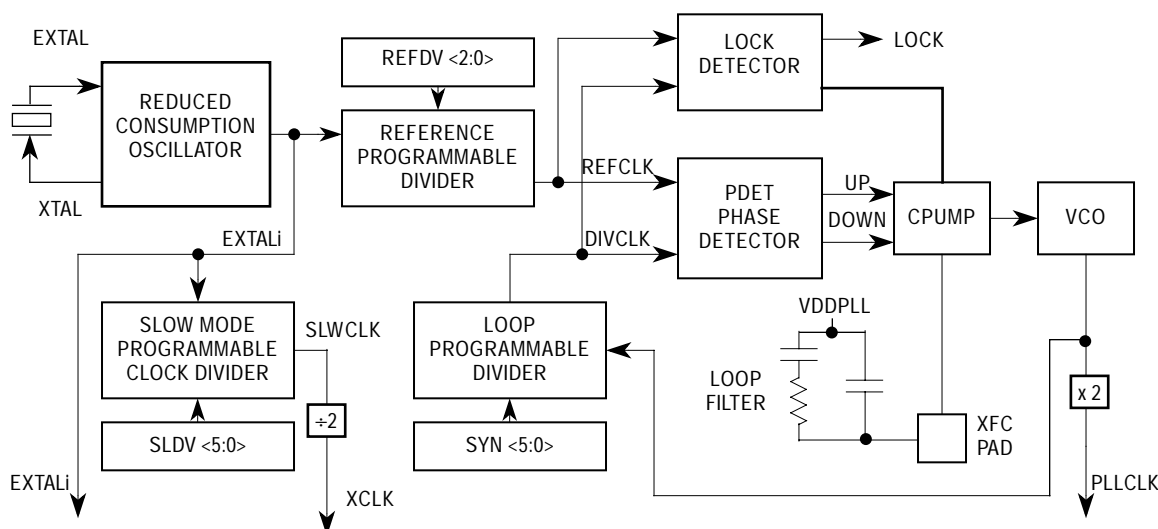 EXTAL
REDUCED
CONSUMPTION
OSCILLATOR
XTAL
REFDV <2:0>
REFERENCE
PROGRAMMABLE
DIVIDER
LOCK
DETECTOR
LOCK
REFCLK
PDET
PHASE
DETECTOR
UP
DOWN
CPUMP
VCO
EXTALi
DIVCLK
SLOW MODE
PROGRAMMABLE
CLOCK DIVIDER
SLWCLK
÷2
SLDV <5:0>
EXTALi
XCLK
LOOP
PROGRAMMABLE
DIVIDER
SYN <5:0>
VDDPLL
LOOP
FILTER
XFC
PAD
x 2
PLLCLK